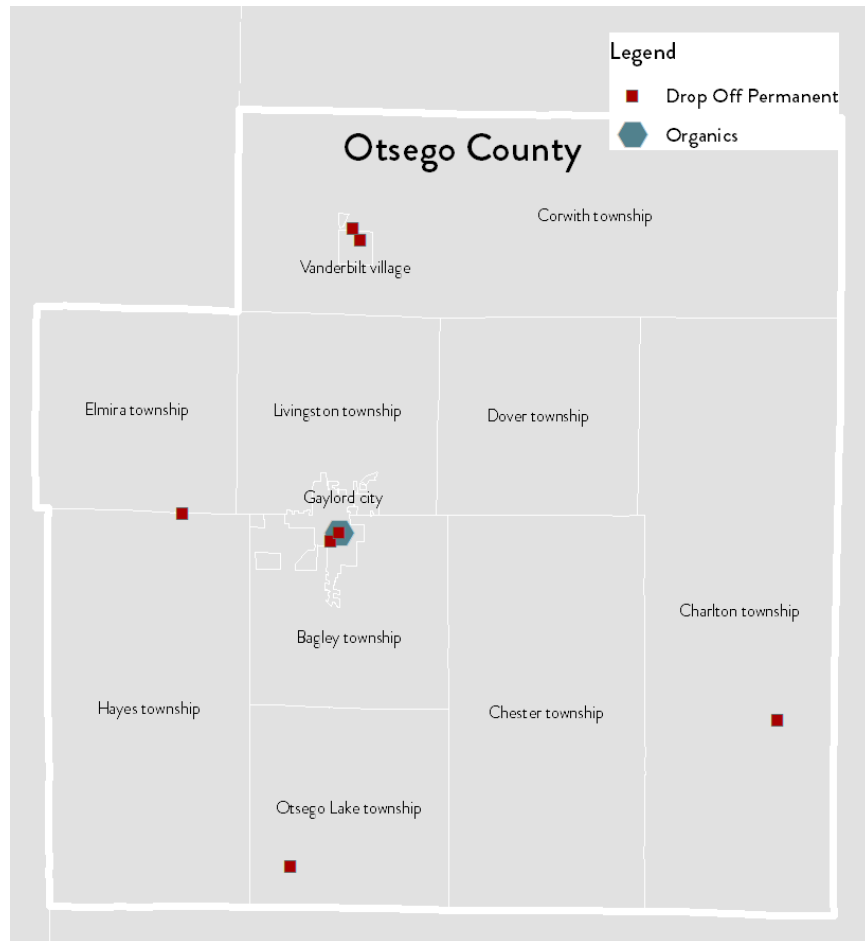 Legend
Drop Off Permanent
Organics
Otsego County
Corwith township
Vanderbilt village
Elmira township
Livingston township
Dover township
Gaylord city
Charlton township
Bagley township
Hayes township
Chester township
Otsego Lake township